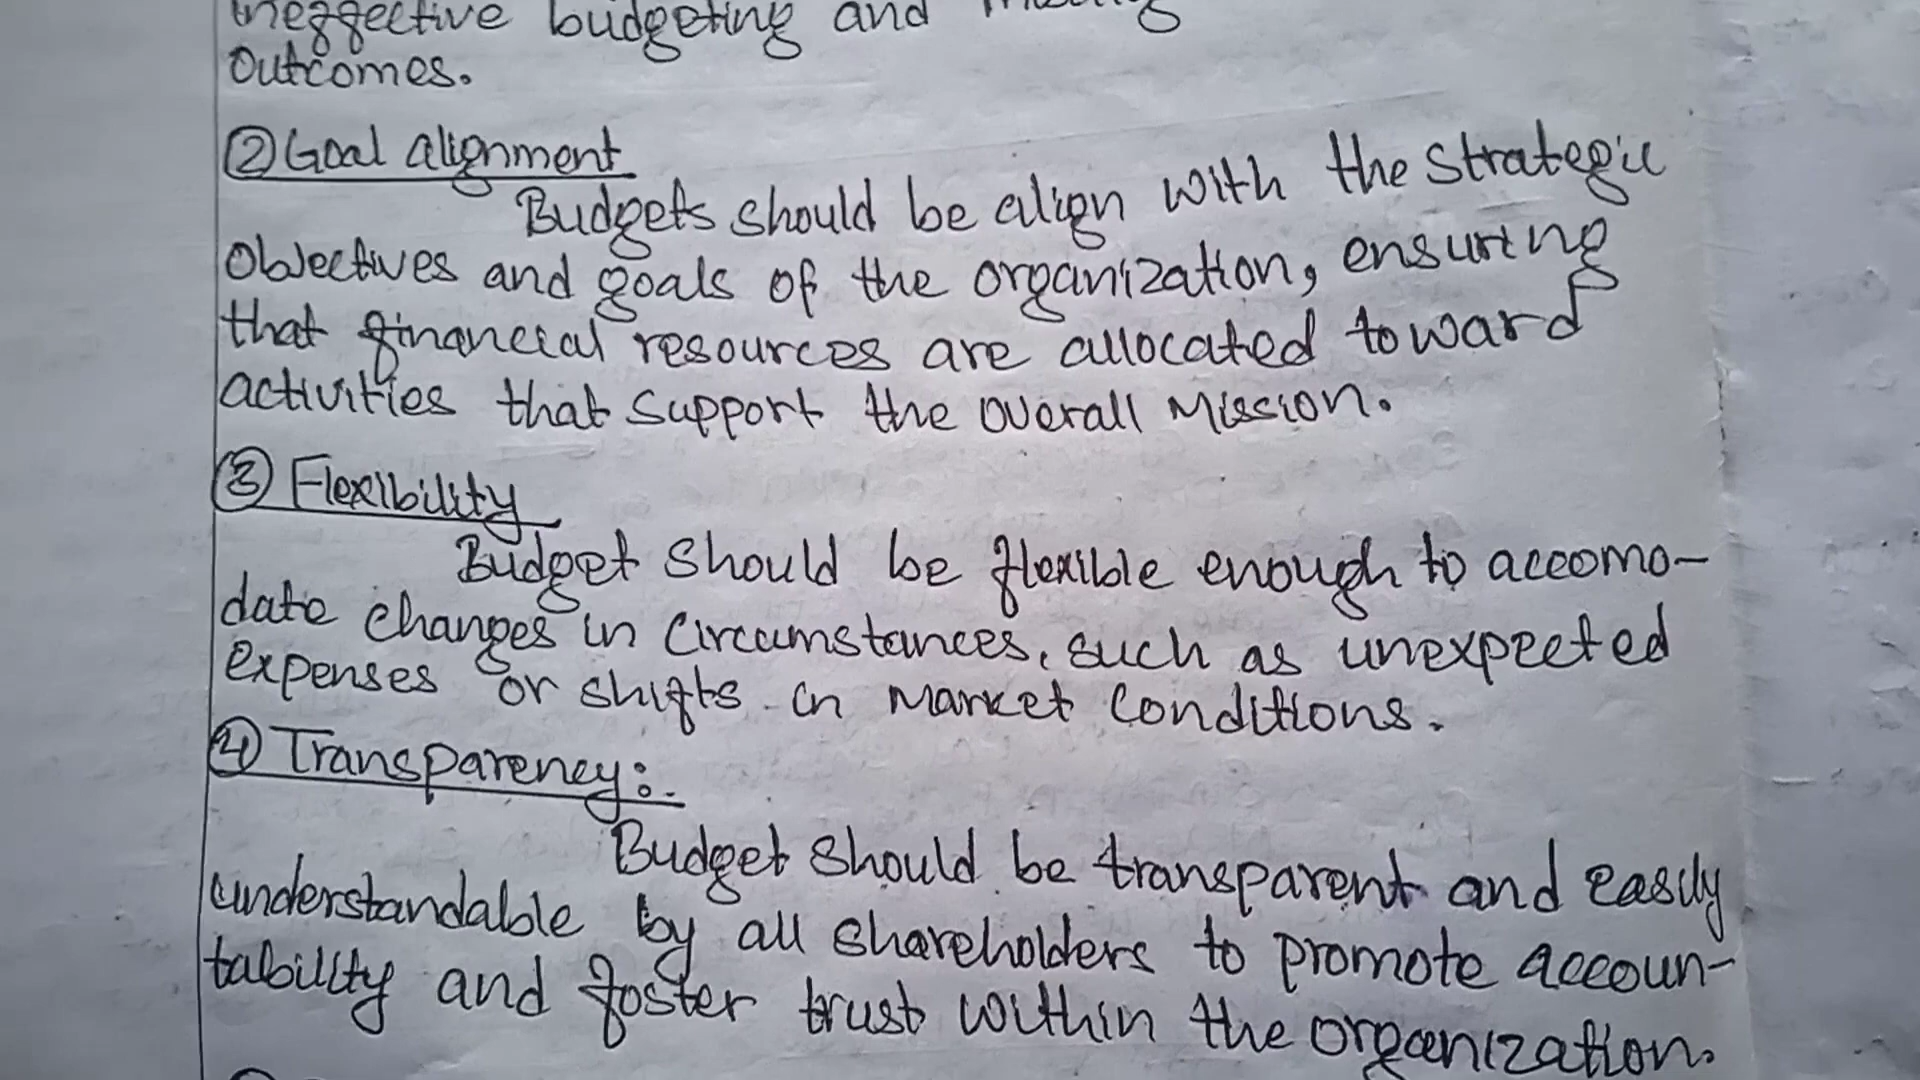 ineffective budgeting and
Outcomes.
② Goal alignment
Budgets should be align with the strategic
Objectives and goals of the organization, ensuring
that financial resources are allocated toward
activities that support the overall Mission.
③ Flexibility
Budget should be flexible enough to accomo-
date changes in Circumstances, such as unexpected
expenses or shifts in Market Conditions.
④ Transparency:-
Budget should be transparent and easily
understandable by all shareholders to promote accoun-
tability and foster trust within the organization.